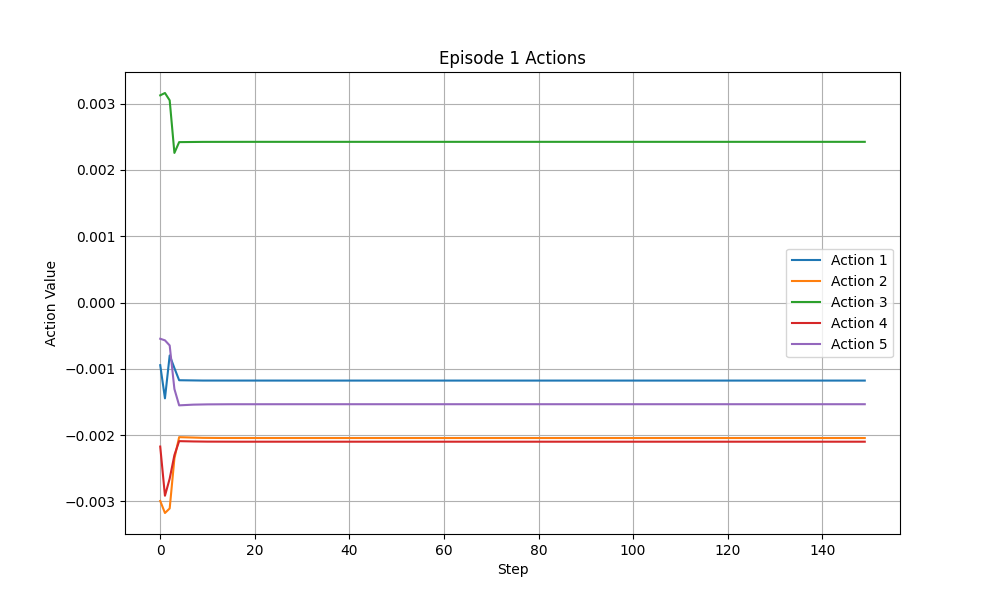 Episode 1 Actions
Action Value
0.003
0.002
0.001
0.000
−0.001
−0.002
−0.003
Action 1
Action 2
Action 3
Action 4
Action 5
0 20 40 60 80 100 120 140
Step